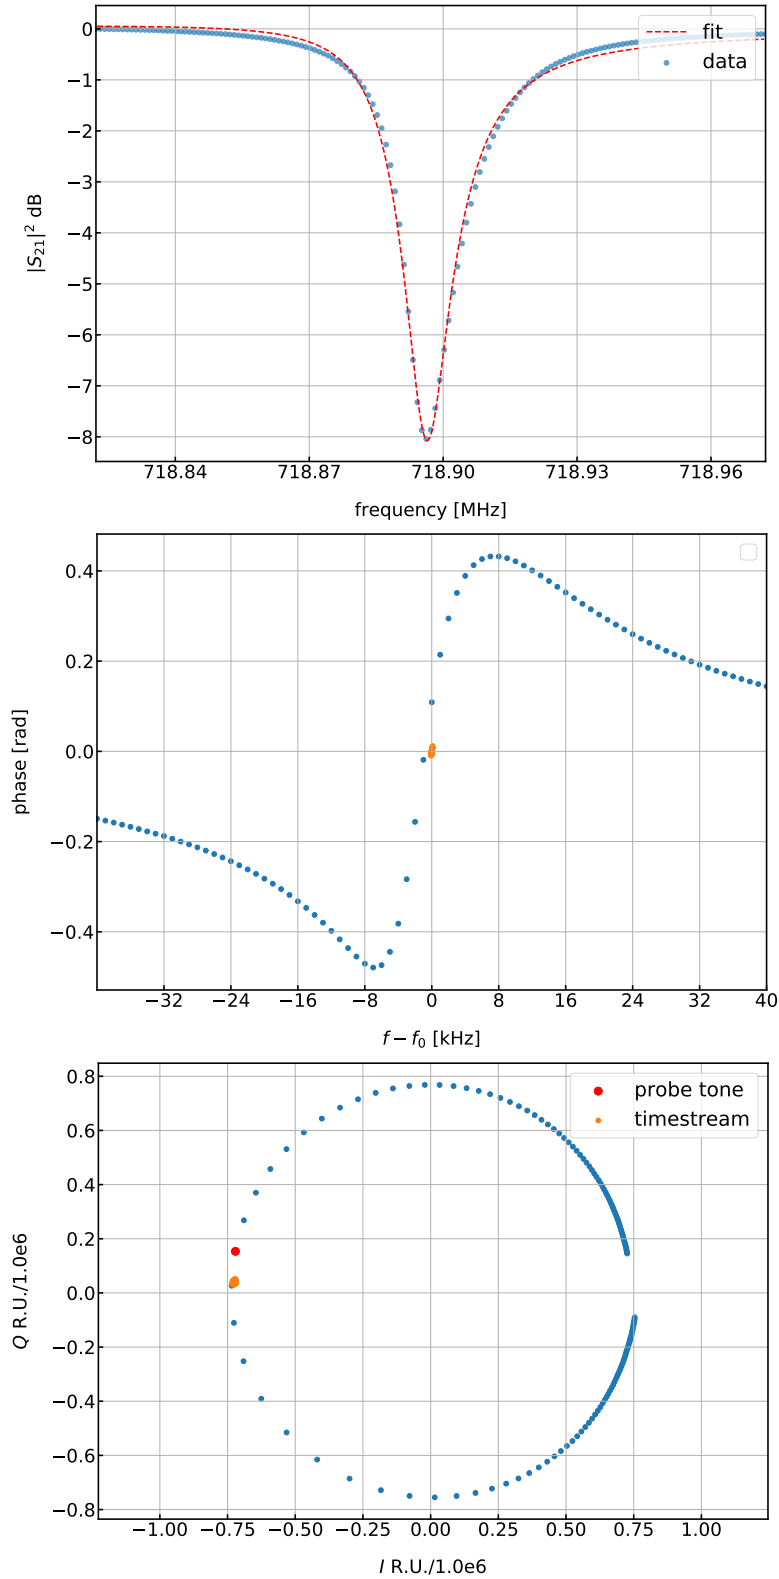 0
−1
−2
−3
−4
−5
−6
−7
−8
|S₂₁|² dB
fit
data
718.84 718.87 718.90 718.93 718.96
frequency [MHz]
0.4
0.2
0.0
−0.2
−0.4
phase [rad]
−32 −24 −16 −8 0 8 16 24 32 40
f − f₀ [kHz]
0.8
0.6
0.4
0.2
0.0
−0.2
−0.4
−0.6
−0.8
Q R.U./1.0e6
probe tone
timestream
−1.00 −0.75 −0.50 −0.25 0.00 0.25 0.50 0.75 1.00
I R.U./1.0e6